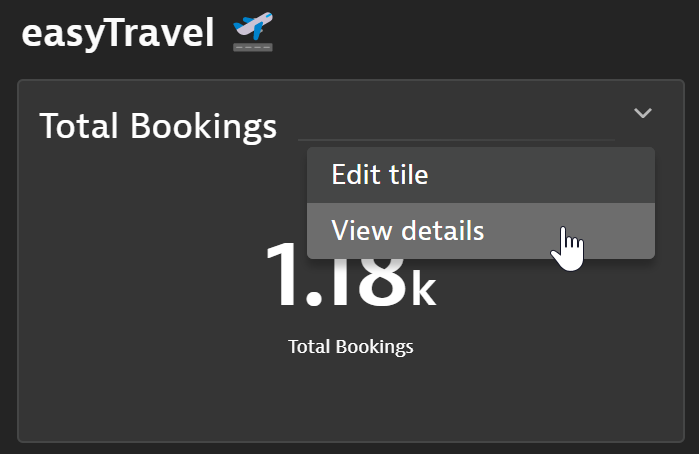 easyTravel
Total Bookings
Edit tile
View details
1.18k
Total Bookings